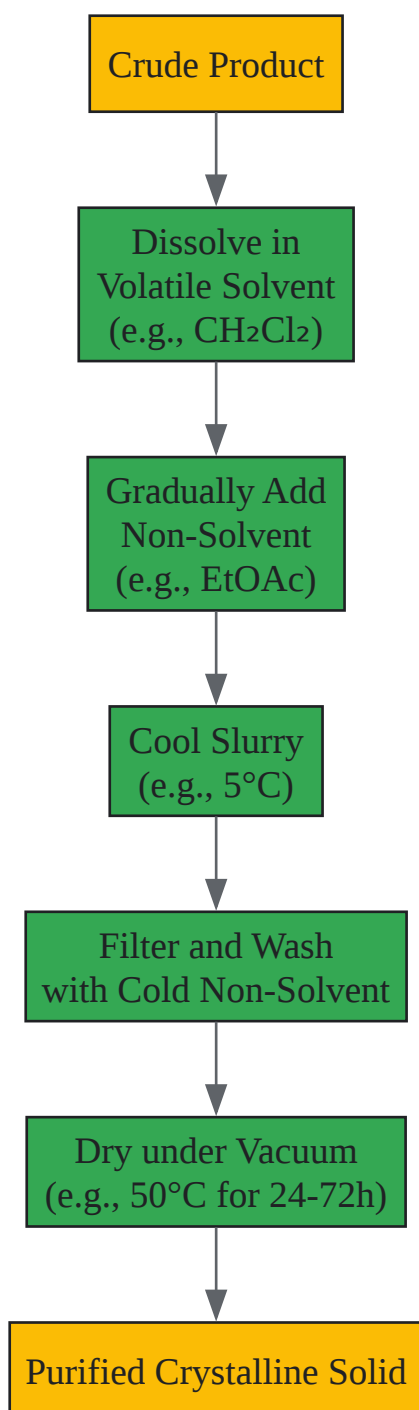 Crude Product
Dissolve in
Volatile Solvent
(e.g., CH₂Cl₂)
Gradually Add
Non-Solvent
(e.g., EtOAc)
Cool Slurry
(e.g., 5°C)
Filter and Wash
with Cold Non-Solvent
Dry under Vacuum
(e.g., 50°C for 24-72h)
Purified Crystalline Solid